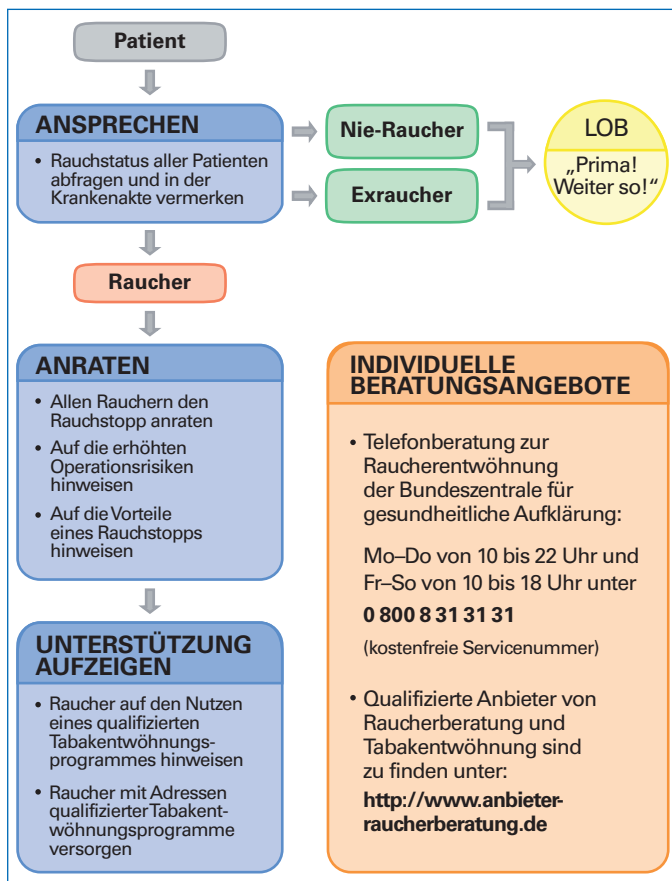 Patient
ANSPRECHEN
• Rauchstatus aller Patienten
abfragen und in der
Krankenakte vermerken
Nie-Raucher
Exraucher
LOB
„Prima!
Weiter so!“
Raucher
ANRATEN
• Allen Rauchern den
Rauchstopp anraten
• Auf die erhöhten
Operationsrisiken
hinweisen
• Auf die Vorteile
eines Rauchstopps
hinweisen
UNTERSTÜTZUNG
AUFZEIGEN
• Raucher auf den Nutzen
eines qualifizierten
Tabakentwöhnungs-
programmes hinweisen
• Raucher mit Adressen
qualifizierter Tabakent-
wöhnungsprogramme
versorgen
INDIVIDUELLE
BERATUNGSANGEBOTE
• Telefonberatung zur
Raucherentwöhnung
der Bundeszentrale für
gesundheitliche Aufklärung:
Mo–Do von 10 bis 22 Uhr und
Fr–So von 10 bis 18 Uhr unter
0 800 8 31 31 31
(kostenfreie Servicenummer)
• Qualifizierte Anbieter von
Raucherberatung und
Tabakentwöhnung sind
zu finden unter:
http://www.anbieter-
raucherberatung.de